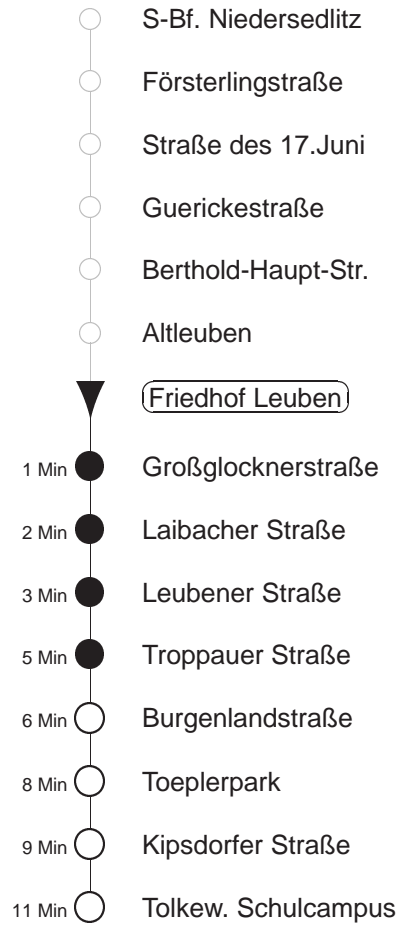 S-Bf. Niedersedlitz
Försterlingstraße
Straße des 17.Juni
Guerickestraße
Berthold-Haupt-Str.
Altleuben
Friedhof Leuben
1 Min Großglocknerstraße
2 Min Laibacher Straße
3 Min Leubener Straße
5 Min Troppauer Straße
6 Min Burgenlandstraße
8 Min Toeplerpark
9 Min Kipsdorfer Straße
11 Min Tolkew. Schulcampus